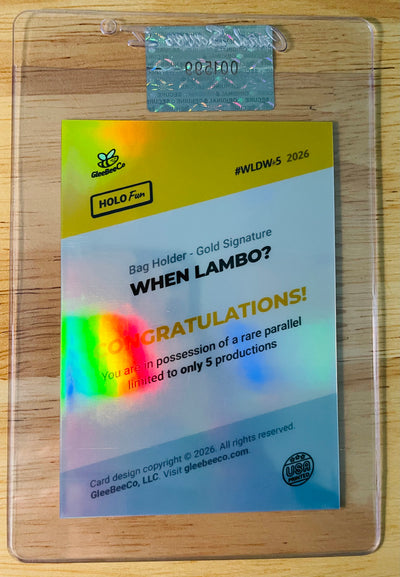 001599
GleeBeeCo
#WLDW-5 2026
HOLO Fun
Bag Holder - Gold Signature
WHEN LAMBO?
CONGRATULATIONS!
You are in possession of a rare parallel
limited to only 5 productions
Card design copyright © 2026. All rights reserved.
GleeBeeCo, LLC. Visit gleebeeco.com.
USA
PRINTED